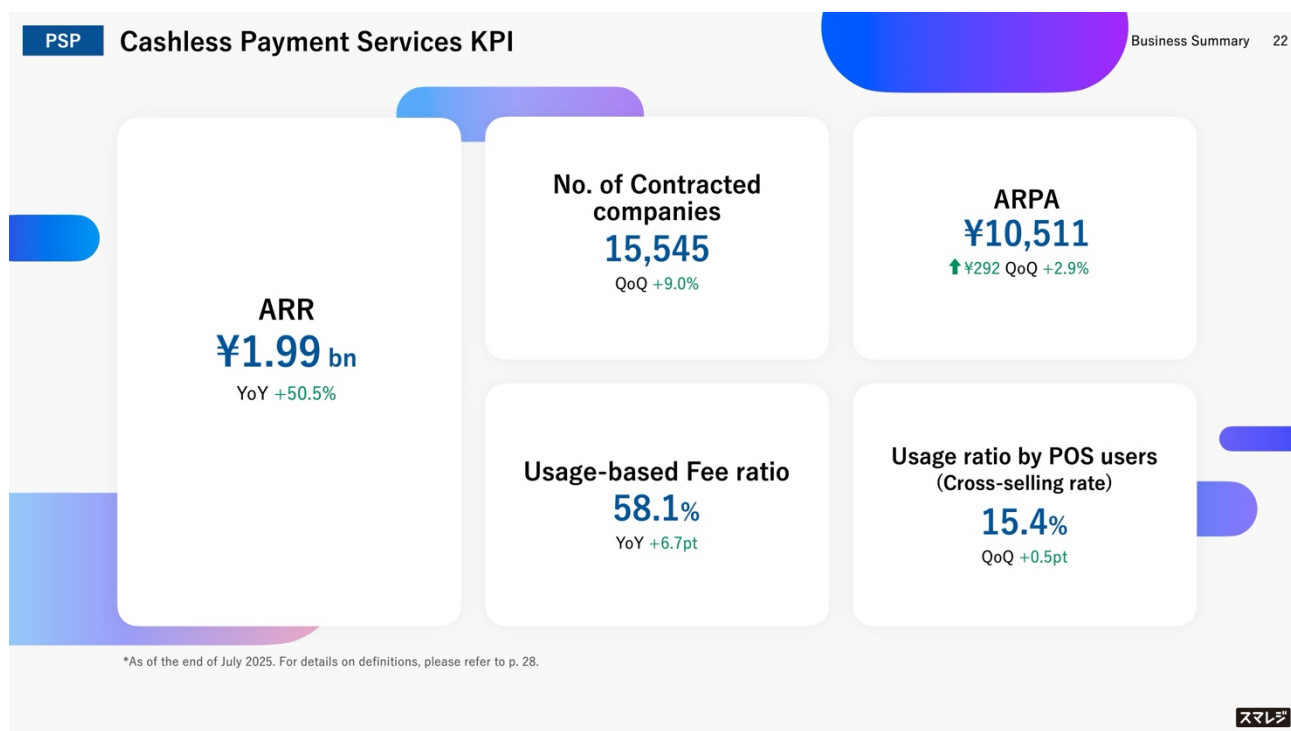 PSP
Cashless Payment Services KPI
Business Summary
22
ARR
¥1.99 bn
YoY +50.5%
No. of Contracted
companies
15,545
QoQ +9.0%
ARPA
¥10,511
⬆¥292 QoQ +2.9%
Usage-based Fee ratio
58.1%
YoY +6.7pt
Usage ratio by POS users
(Cross-selling rate)
15.4%
QoQ +0.5pt
*As of the end of July 2025. For details on definitions, please refer to p. 28.
スマレジ